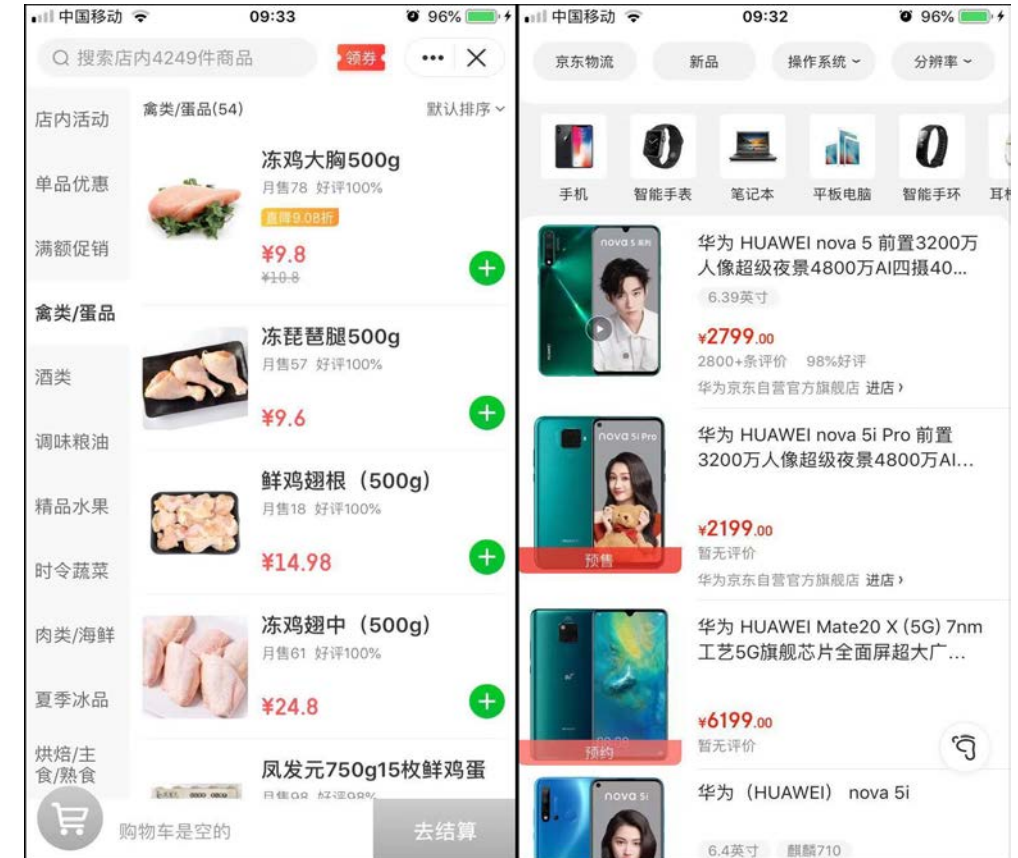 中国移动
09:33
96%
搜索店内4249件商品
领券
店内活动
单品优惠
满额促销
禽类/蛋品
酒类
调味粮油
精品水果
时令蔬菜
肉类/海鲜
夏季冰品
烘焙/主
食/熟食
禽类/蛋品(54)
默认排序
冻鸡大胸500g
月售78 好评100%
直降9.08折
¥9.8
¥10.8
冻琵琶腿500g
月售57 好评100%
¥9.6
鲜鸡翅根（500g）
月售18 好评100%
¥14.98
冻鸡翅中（500g）
月售61 好评100%
¥24.8
凤发元750g15枚鲜鸡蛋
月售98 好评98%
购物车是空的
去结算
中国移动
09:32
96%
京东物流
新品
操作系统
分辨率
手机
智能手表
笔记本
平板电脑
智能手环
nova 5 系列
华为 HUAWEI nova 5 前置3200万
人像超级夜景4800万AI四摄40...
6.39英寸
¥2799.00
2800+条评价 98%好评
华为京东自营官方旗舰店 进店
nova 5i Pro
预售
华为 HUAWEI nova 5i Pro 前置
3200万人像超级夜景4800万AI...
¥2199.00
暂无评价
华为京东自营官方旗舰店 进店
预约
华为 HUAWEI Mate20 X (5G) 7nm
工艺5G旗舰芯片全面屏超大广...
¥6199.00
暂无评价
nova 5i
华为（HUAWEI） nova 5i
6.4英寸 麒麟710